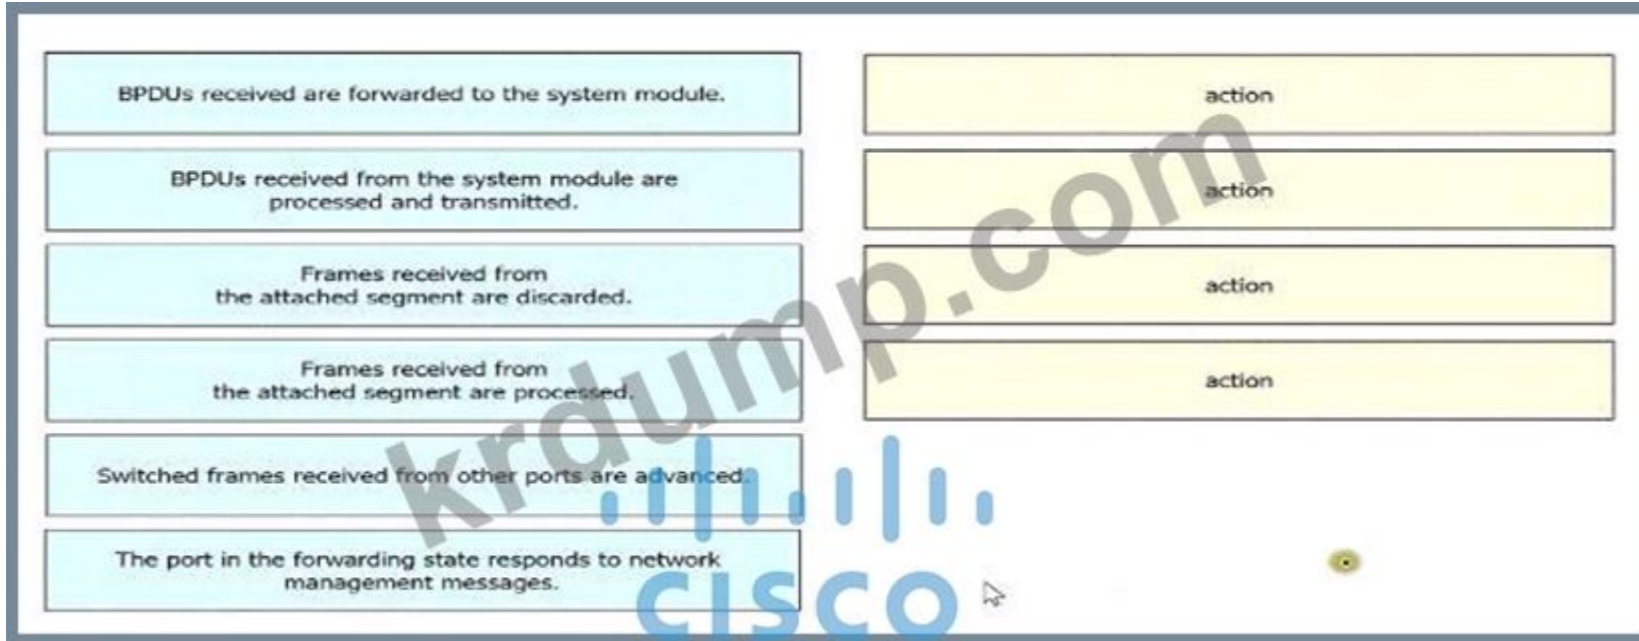 BPDUs received are forwarded to the system module.
action
BPDUs received from the system module are
processed and transmitted.
action
Frames received from
the attached segment are discarded.
action
Frames received from
the attached segment are processed.
action
Switched frames received from other ports are advanced.
The port in the forwarding state responds to network
management messages.
krdump.com
CISCO